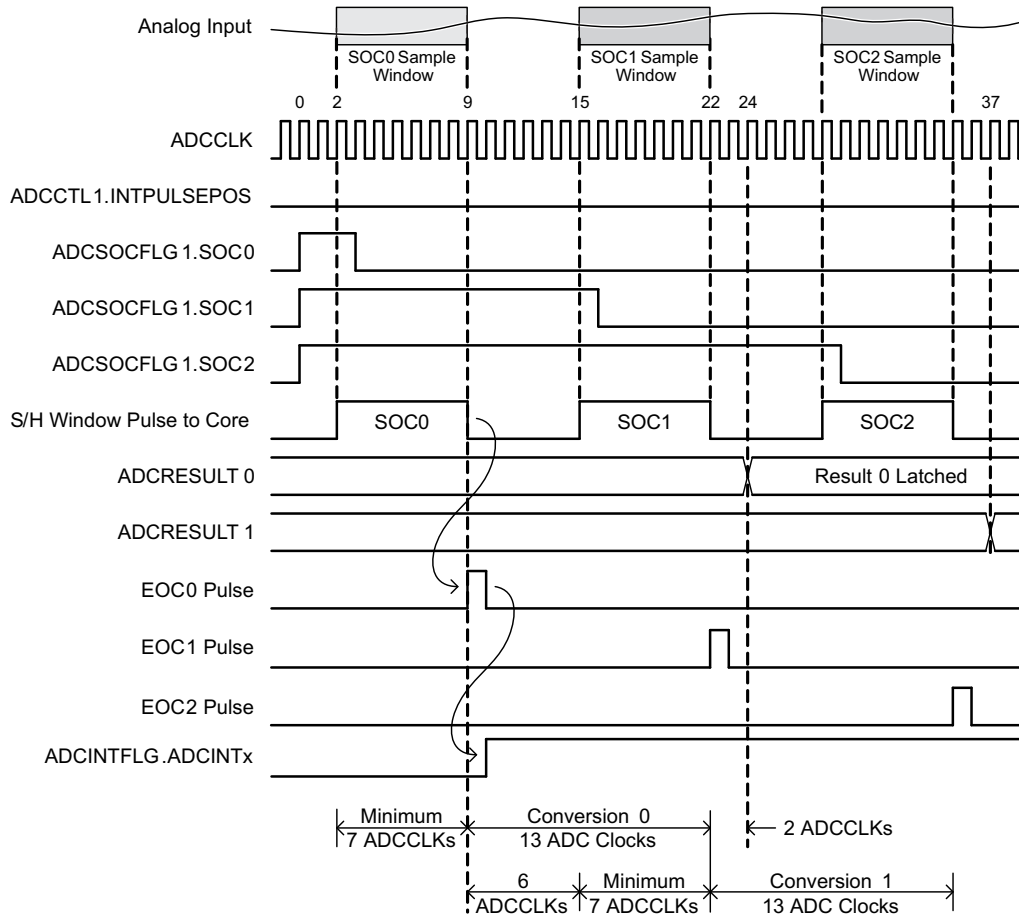 Analog Input
SOC0 Sample
Window
SOC1 Sample
Window
SOC2 Sample
Window
0 2 9 15 22 24 37
ADCCLK
ADCCTL1.INTPULSEPOS
ADCSOCFLG 1.SOC0
ADCSOCFLG 1.SOC1
ADCSOCFLG 1.SOC2
S/H Window Pulse to Core SOC0 SOC1 SOC2
ADCRESULT 0 Result 0 Latched
ADCRESULT 1
EOC0 Pulse
EOC1 Pulse
EOC2 Pulse
ADCINTFLG.ADCINTx
Minimum
7 ADCCLKs
Conversion 0
13 ADC Clocks
2 ADCCLKs
6
ADCCLKs
Minimum
7 ADCCLKs
Conversion 1
13 ADC Clocks